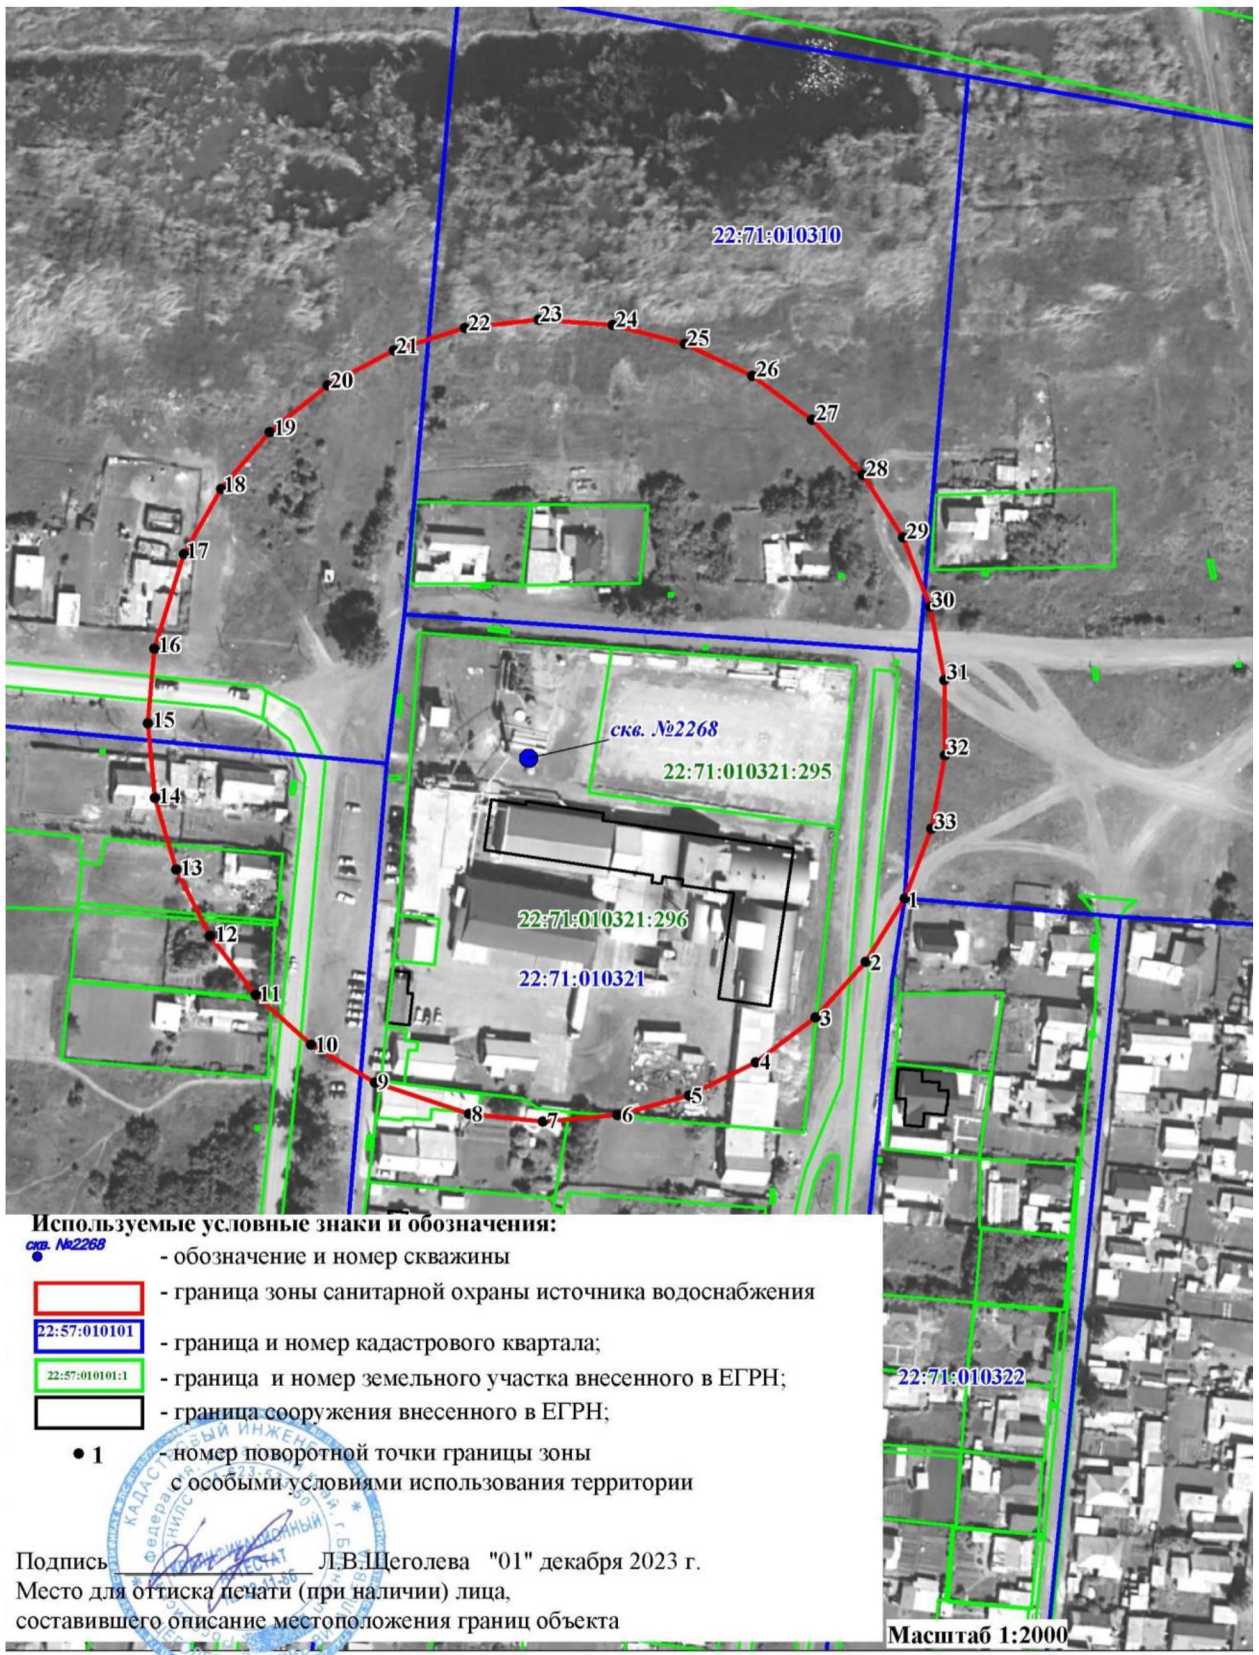 22:71:010310
23
24
22
25
21
26
20
27
19
28
18
29
17
30
16
31
15
скв. №2268
32
22:71:010321:295
14
33
13
1
22:71:010321:296
12
2
22:71:010321
11
3
10
4
9
5
8
7
6
Используемые условные знаки и обозначения:
скв. №2268
- обозначение и номер скважины
- граница зоны санитарной охраны источника водоснабжения
22:57:010101 - граница и номер кадастрового квартала;
22:57:010101:1 - граница и номер земельного участка внесенного в ЕГРН;
- граница сооружения внесенного в ЕГРН;
1 - номер поворотной точки границы зоны
с особыми условиями использования территории
22:71:010322
КАДАСТРОВЫЙ ИНЖЕНЕР
Подпись Л.В.Щеголева "01" декабря 2023 г.
Место для оттиска печати (при наличии) лица,
составившего описание местоположения границ объекта
Масштаб 1:2000